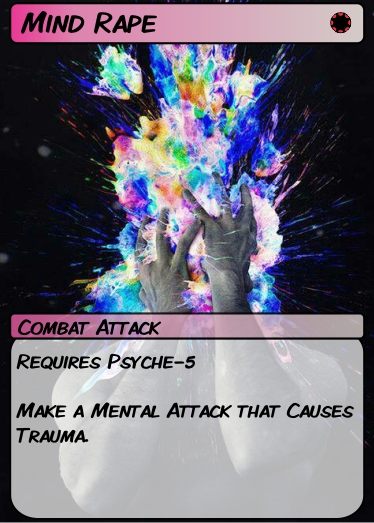 Mind Rape
Combat Attack
Requires Psyche-5
Make a Mental Attack that Causes
Trauma.